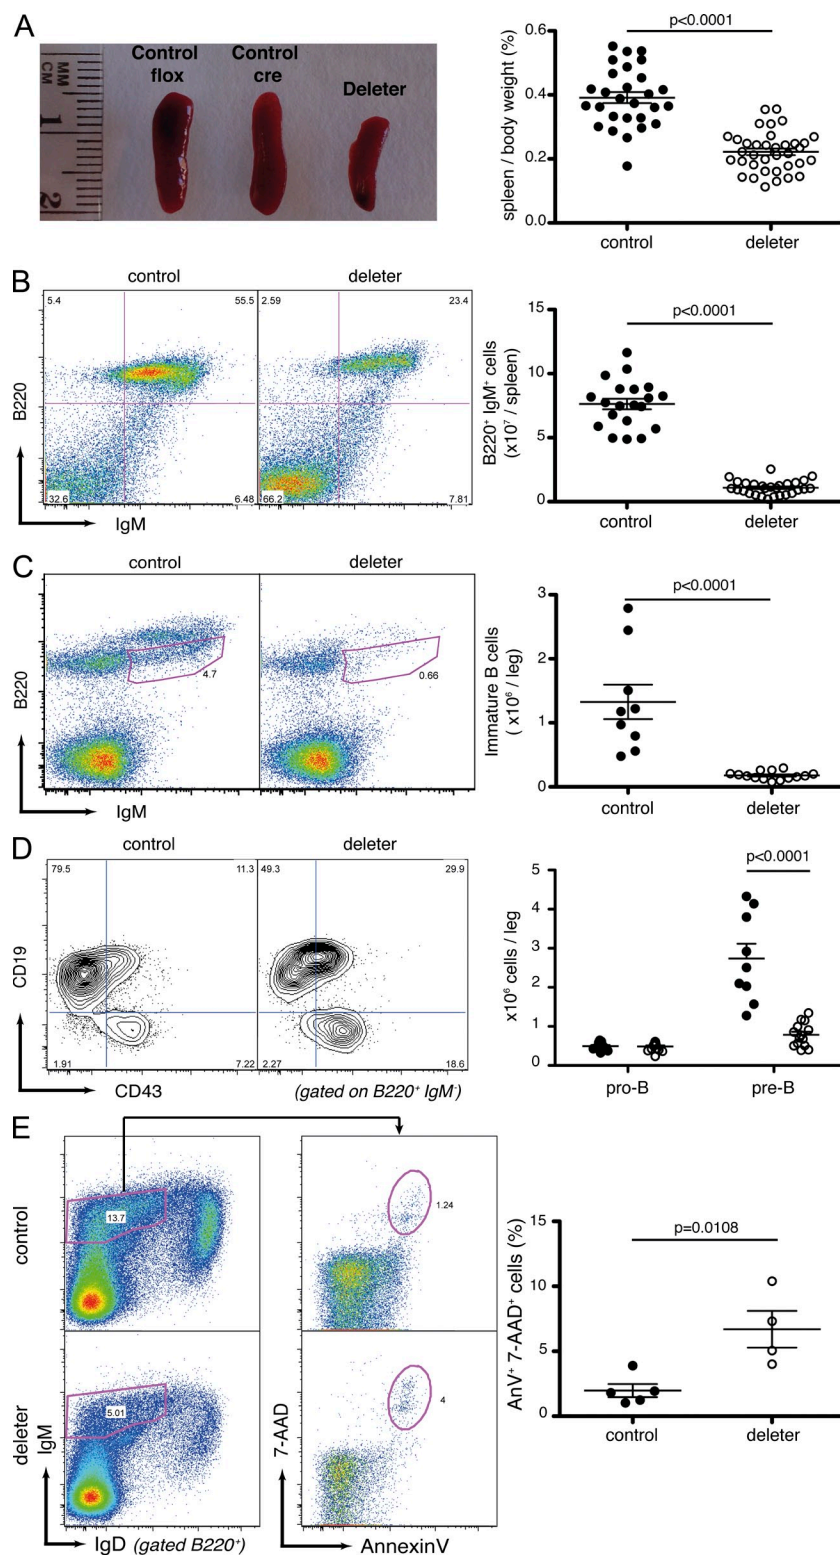 A
MM
CM
1
2
Control
flox
Control
cre
Deleter
spleen / body weight (%)
0.6
0.4
0.2
0.0
p<0.0001
control
deleter
B
control
deleter
5.4
55.5
2.59
23.4
32.6
6.48
66.2
7.81
B220
IgM
B220⁺ IgM⁺ cells
(x10⁷ / spleen)
15
10
5
0
p<0.0001
control
deleter
C
control
deleter
4.7
0.66
B220
IgM
Immature B cells
( x10⁶ / leg)
3
2
1
0
p<0.0001
control
deleter
D
control
deleter
79.5
11.3
49.3
29.9
1.91
7.22
2.27
18.6
CD19
CD43
(gated on B220⁺ IgM⁻)
x10⁶ cells / leg
5
4
3
2
1
0
p<0.0001
pro-B
pre-B
E
control
deleter
13.7
1.24
5.01
4
IgM
IgD (gated B220⁺)
7-AAD
AnnexinV
AnV⁺ 7-AAD⁺ cells (%)
15
10
5
0
p=0.0108
control
deleter